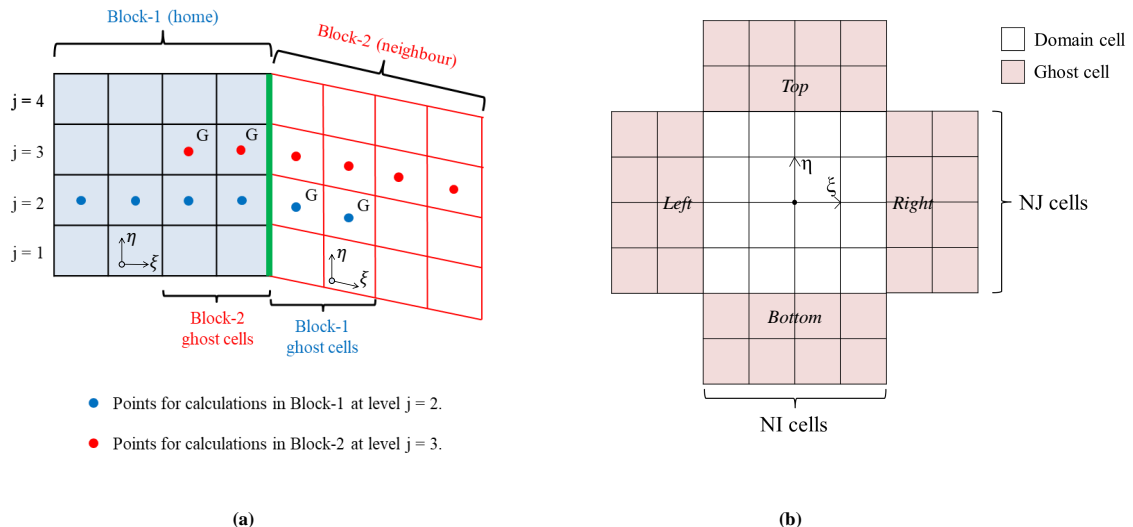 Block-1 (home)
Block-2 (neighbour)
j = 4
j = 3
j = 2
j = 1
G
G
G
G
η
ξ
η
ξ
Block-2
ghost cells
Block-1
ghost cells
Points for calculations in Block-1 at level j = 2.
Points for calculations in Block-2 at level j = 3.
(a)
Domain cell
Ghost cell
Top
η
ξ
Left
Right
NJ cells
Bottom
NI cells
(b)